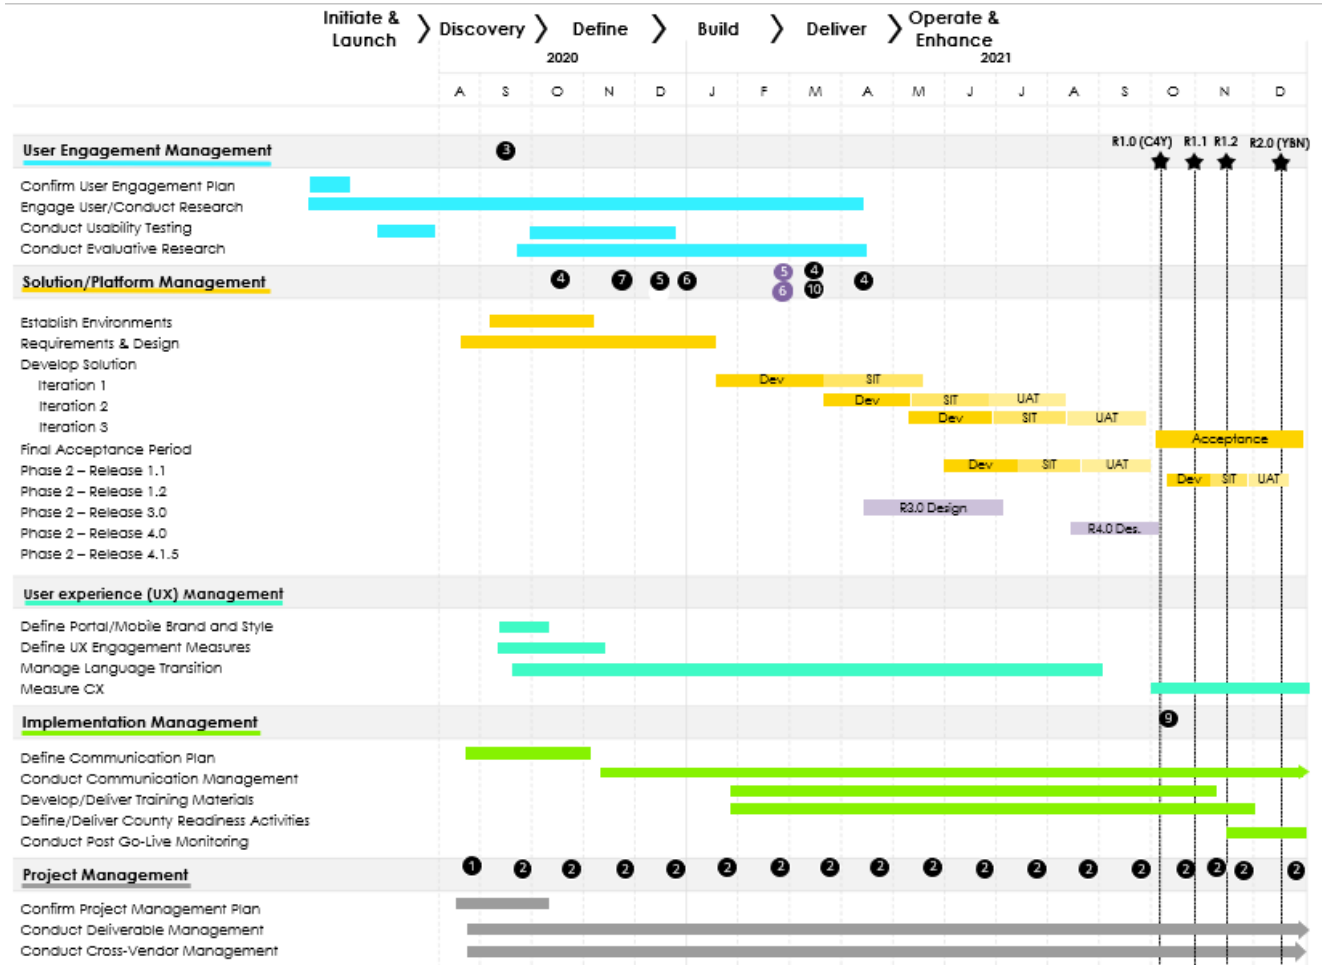 Initiate & Launch
Discovery
Define
Build
Deliver
Operate & Enhance
2020
2021
A S O N D J F M A M J J A S O N D
User Engagement Management
3
R1.0 (C4Y) R1.1 R1.2 R2.0 (YBN)
Confirm User Engagement Plan
Engage User/Conduct Research
Conduct Usability Testing
Conduct Evaluative Research
Solution/Platform Management
4 7 5 6 5 6 4 10 4
Establish Environments
Requirements & Design
Develop Solution
Iteration 1
Dev SIT
Iteration 2
Dev SIT UAT
Iteration 3
Dev SIT UAT
Final Acceptance Period
Acceptance
Phase 2 – Release 1.1
Dev SIT UAT
Phase 2 – Release 1.2
Dev SIT UAT
Phase 2 – Release 3.0
R3.0 Design
Phase 2 – Release 4.0
R4.0 Des.
Phase 2 – Release 4.1.5
User experience (UX) Management
Define Portal/Mobile Brand and Style
Define UX Engagement Measures
Manage Language Transition
Measure CX
Implementation Management
9
Define Communication Plan
Conduct Communication Management
Develop/Deliver Training Materials
Define/Deliver County Readiness Activities
Conduct Post Go-Live Monitoring
Project Management
1 2 2 2 2 2 2 2 2 2 2 2 2 2 2 2 2 2
Confirm Project Management Plan
Conduct Deliverable Management
Conduct Cross-Vendor Management